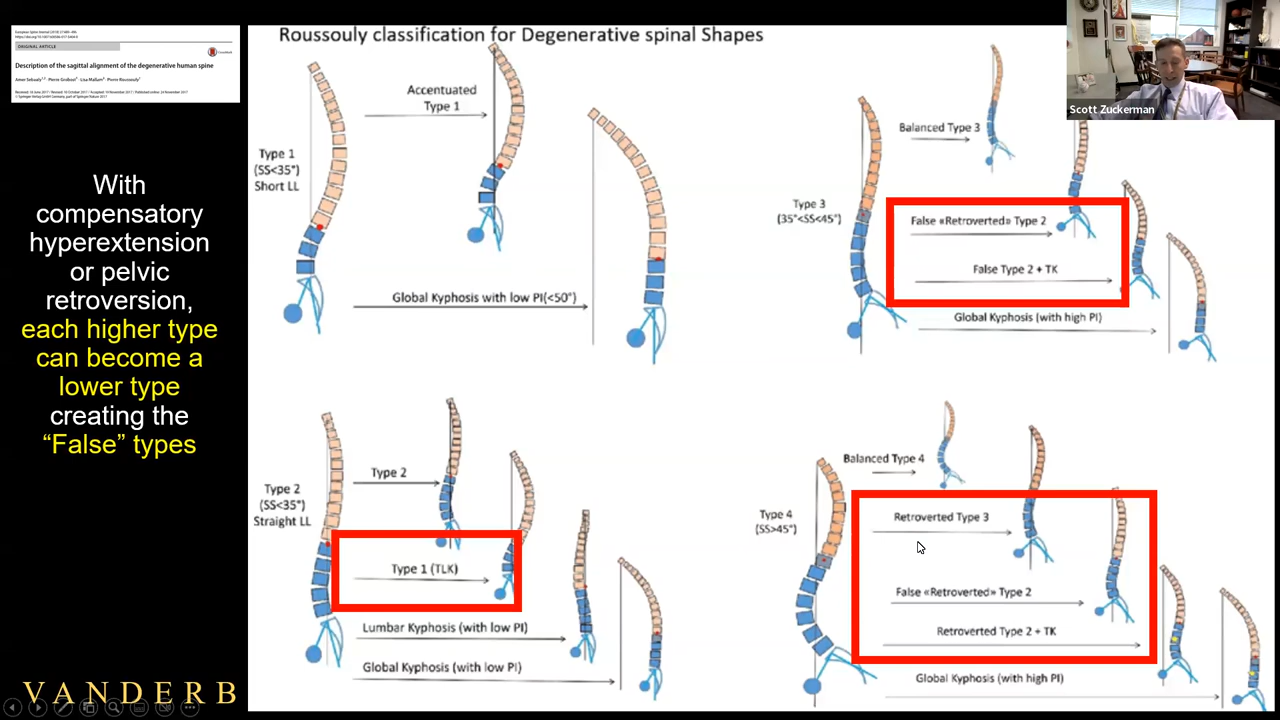 ORIGINAL ARTICLE
Description of the sagittal alignment of the degenerative human spine
With
compensatory
hyperextension
or pelvic
retroversion,
each higher type
can become a
lower type
creating the
“False” types
VANDERB
Roussouly classification for Degenerative spinal Shapes
Type 1
(SS<35°)
Short LL
Accentuated
Type 1
Global Kyphosis with low PI(<50°)
Type 3
(35°<SS<45°)
Balanced Type 3
False «Retroverted» Type 2
False Type 2 + TK
Global Kyphosis (with high PI)
Type 2
(SS<35°)
Straight LL
Type 2
Type 1 (TLK)
Lumbar Kyphosis (with low PI)
Global Kyphosis (with low PI)
Type 4
(SS>45°)
Balanced Type 4
Retroverted Type 3
False «Retroverted» Type 2
Retroverted Type 2 + TK
Global Kyphosis (with high PI)
Scott Zuckerman